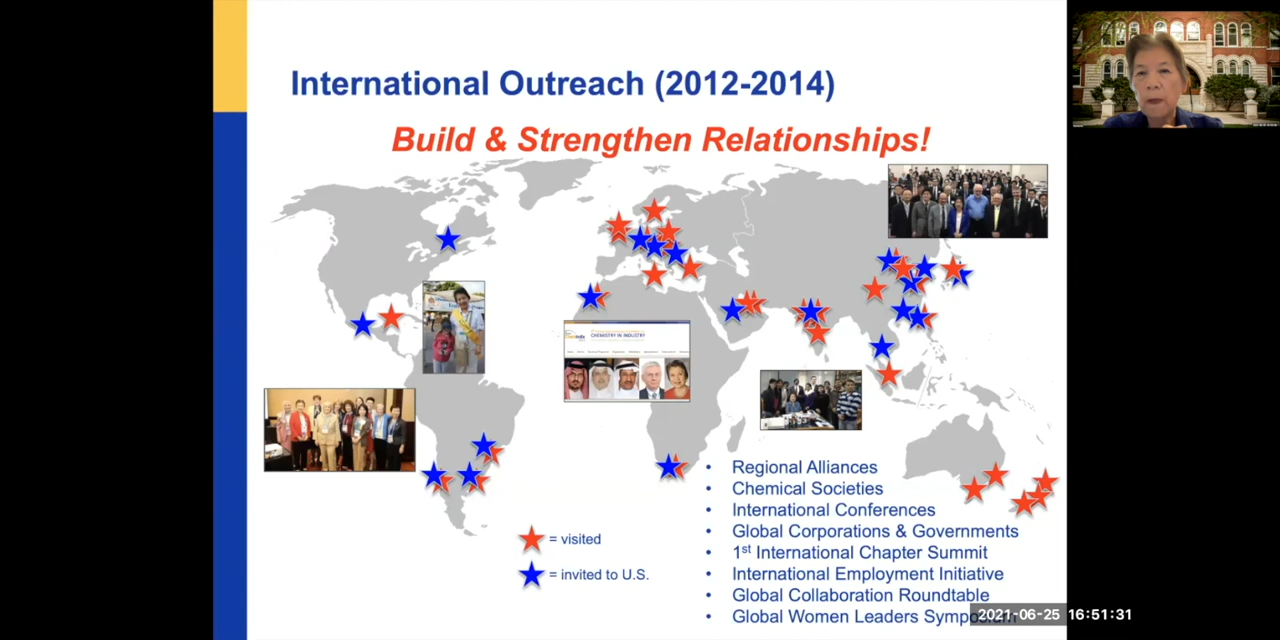 International Outreach (2012-2014)
Build & Strengthen Relationships!
CHEMISTRY IN INDUSTRY
= visited
= invited to U.S.
• Regional Alliances
• Chemical Societies
• International Conferences
• Global Corporations & Governments
• 1st International Chapter Summit
• International Employment Initiative
• Global Collaboration Roundtable
• Global Women Leaders Symposium
2021-06-25 16:51:31